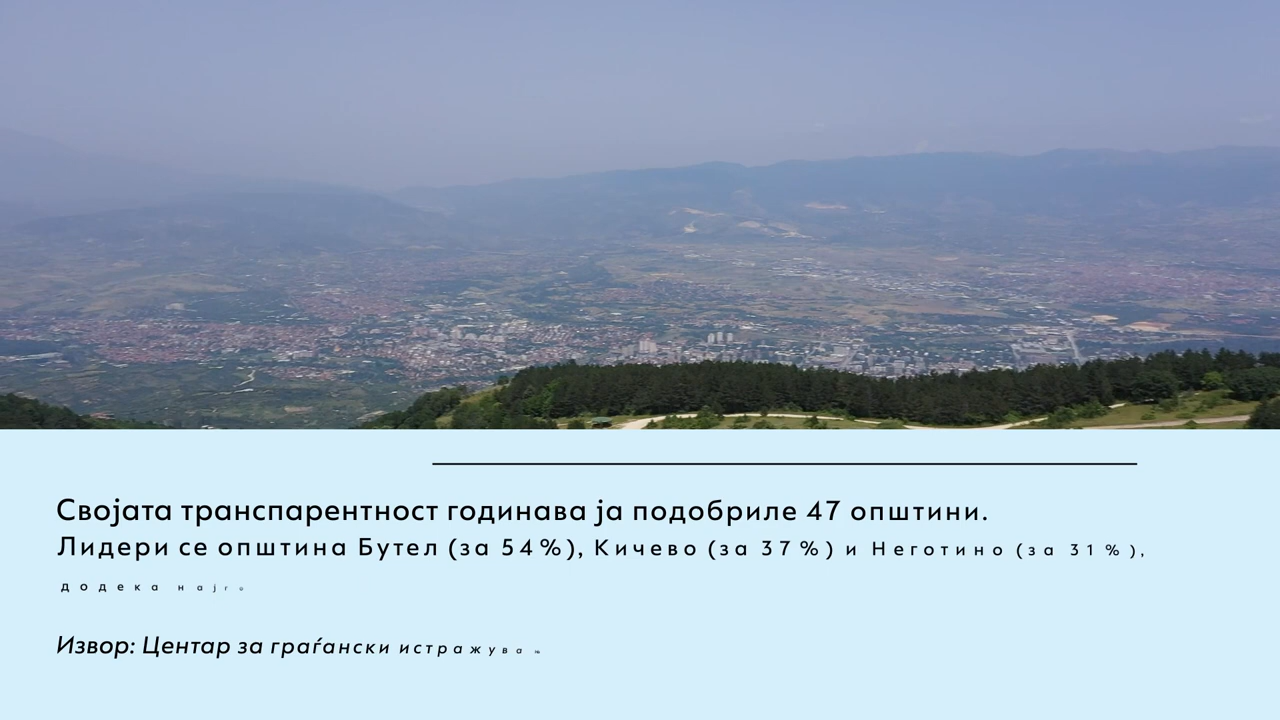 Својата транспарентност годинава ја подобриле 47 општини.
Лидери се општина Бутел (за 54%), Кичево (за 37%) и Неготино (за 31%),
додека
Извор: Центар за граѓански